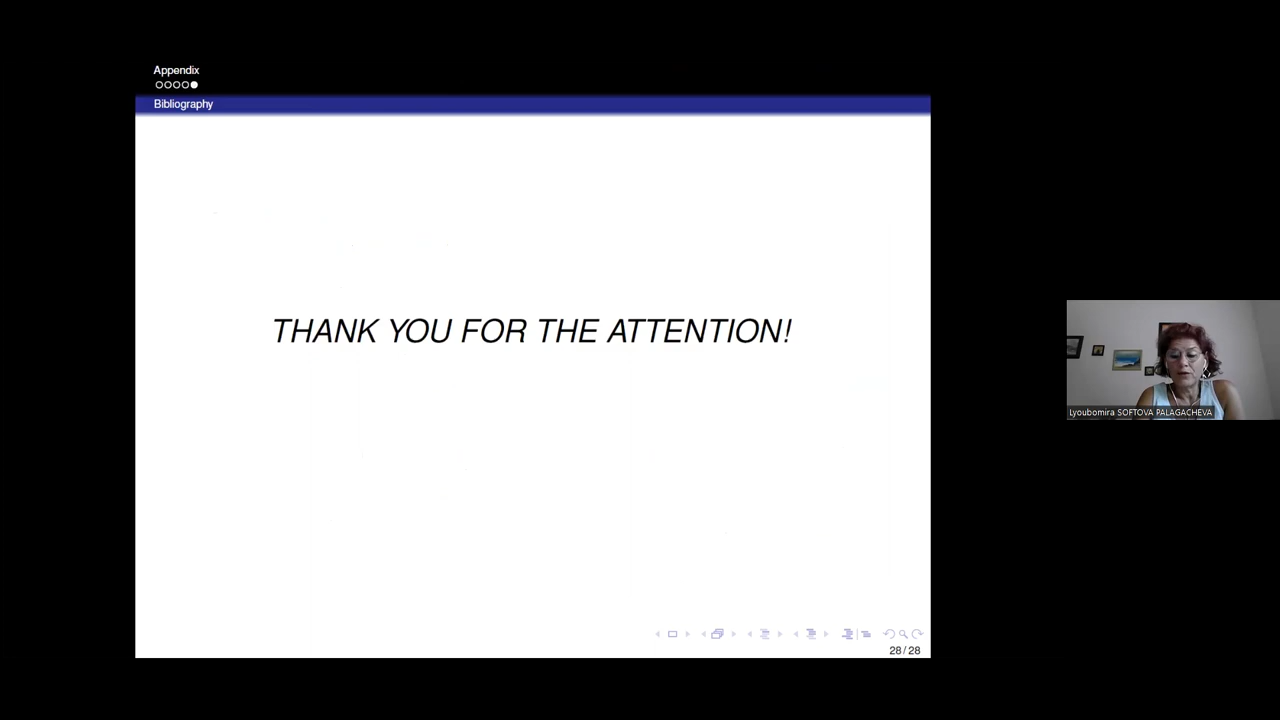 Appendix
Bibliography
THANK YOU FOR THE ATTENTION!
Lyoubomira SOFTOVA PALAGACHEVA
28 / 28